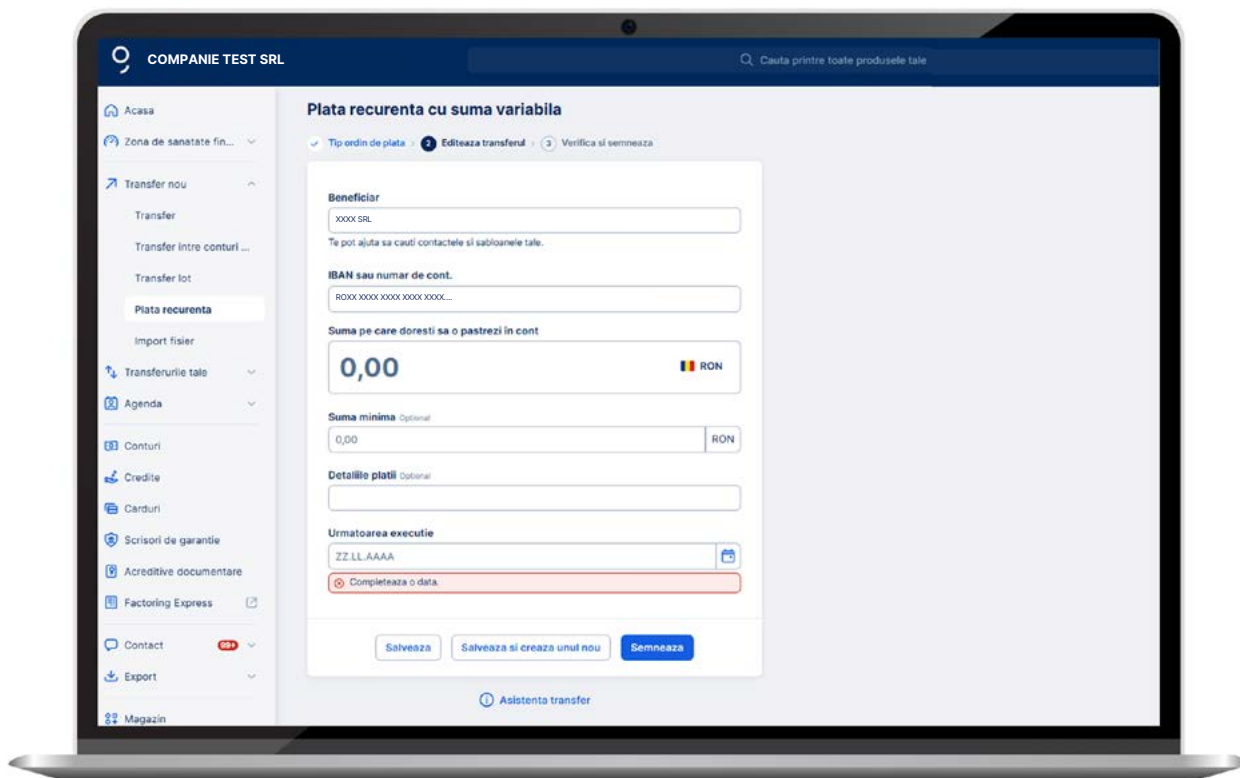 COMPANIE TEST SRL
Cauta printre toate produsele tale
Acasa
Zona de sanatate fin...
Transfer nou
Transfer
Transfer intre conturi ...
Transfer lot
Plata recurenta
Import fisier
Transferurile tale
Agenda
Conturi
Credite
Carduri
Scrisori de garantie
Acreditive documentare
Factoring Express
Contact 99+
Export
Magazin
Plata recurenta cu suma variabila
Tip ordin de plata 2 Editeaza transferul 3 Verifica si semneaza
Beneficiar
XXXX SRL
Te pot ajuta sa cauti contactele si sabloanele tale.
IBAN sau numar de cont.
ROXX XXXX XXXX XXXX XXXX....
Suma pe care doresti sa o pastrezi in cont
0,00 RON
Suma minima Optional
0,00 RON
Detaliile platii Optional
Urmatoarea executie
ZZ.LL.AAAA
Completeaza o data.
Salveaza Salveaza si creaza unul nou Semneaza
Asistenta transfer